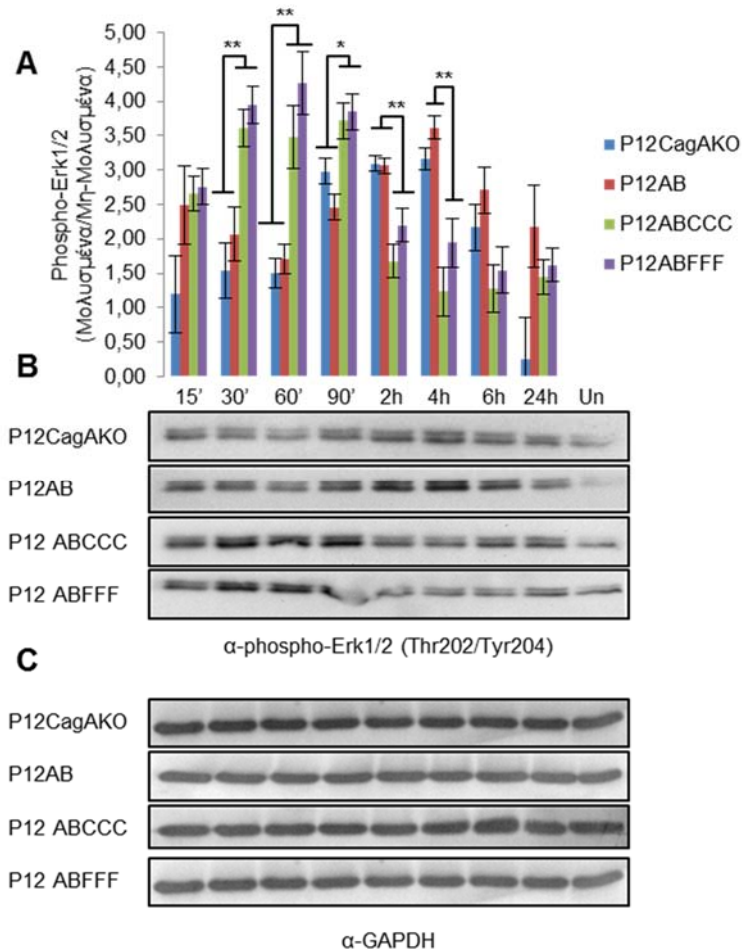 A
Phospho-Erk1/2
(Μολυσμένα/Μη-Μολυσμένα)
5,00
4,50
4,00
3,50
3,00
2,50
2,00
1,50
1,00
0,50
0,00
** ** * ** **
P12CagAKO
P12AB
P12ABCCC
P12ABFFF
B
15' 30' 60' 90' 2h 4h 6h 24h Un
P12CagAKO
P12AB
P12 ABCCC
P12 ABFFF
α-phospho-Erk1/2 (Thr202/Tyr204)
C
P12CagAKO
P12AB
P12 ABCCC
P12 ABFFF
α-GAPDH